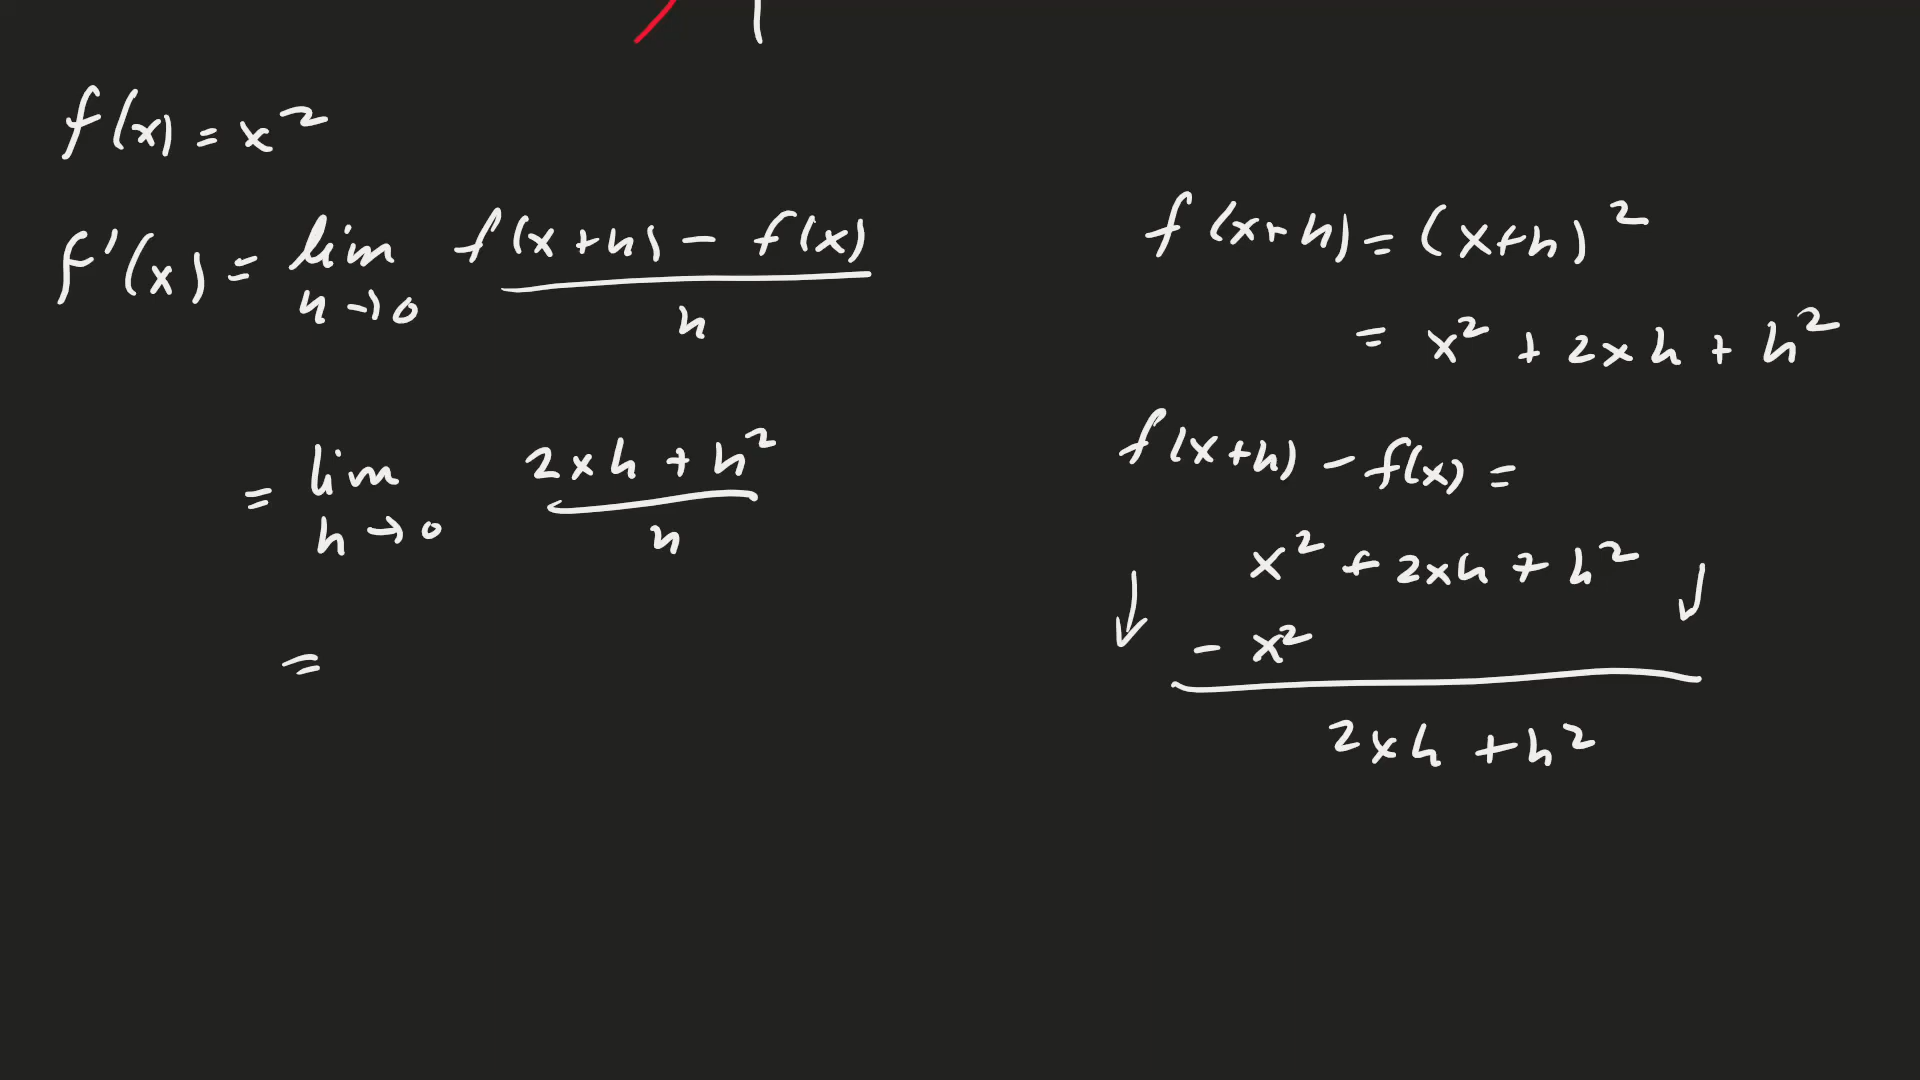 f(x) = x²
f'(x) = lim f(x+h) - f(x)
h→0 h
= lim 2xh + h²
h→0 h
=
f(x+h) = (x+h)²
= x² + 2xh + h²
f(x+h) - f(x) =
x² + 2xh + h²
- x²
2xh + h²